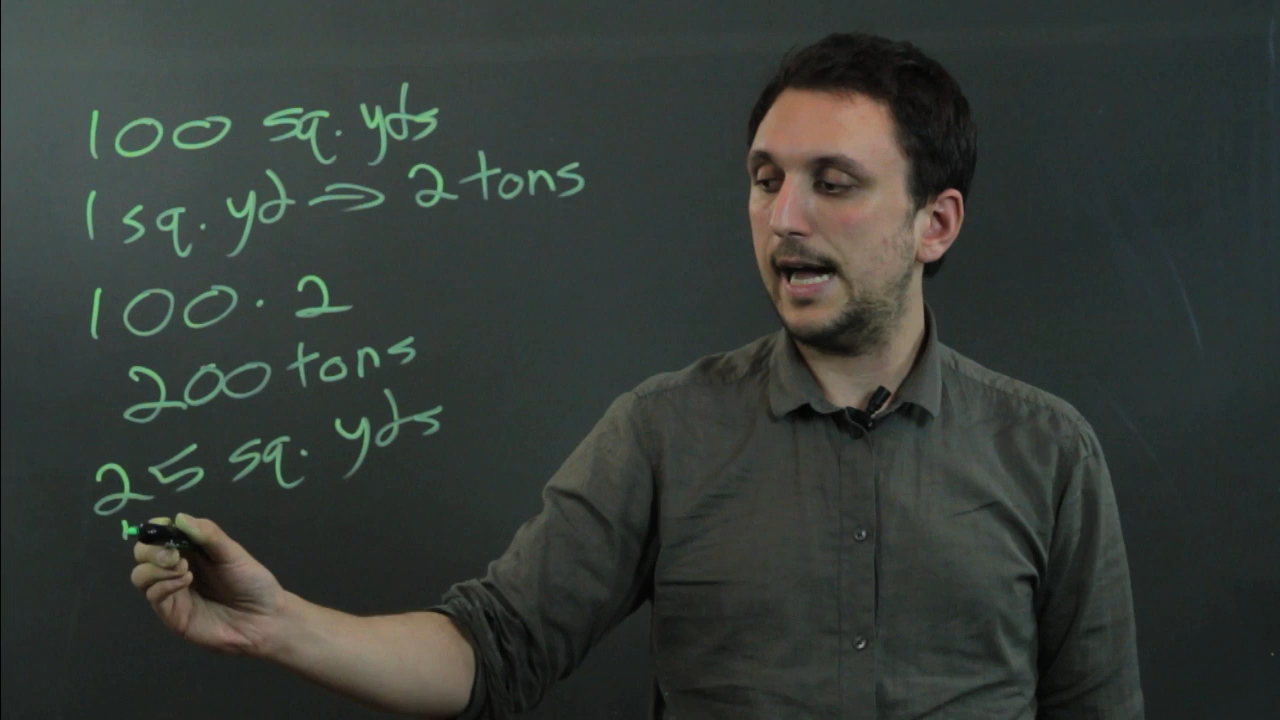 100 sq. yds
1 sq. yd ⇒ 2 tons
100 · 2
200 tons
25 sq. yds